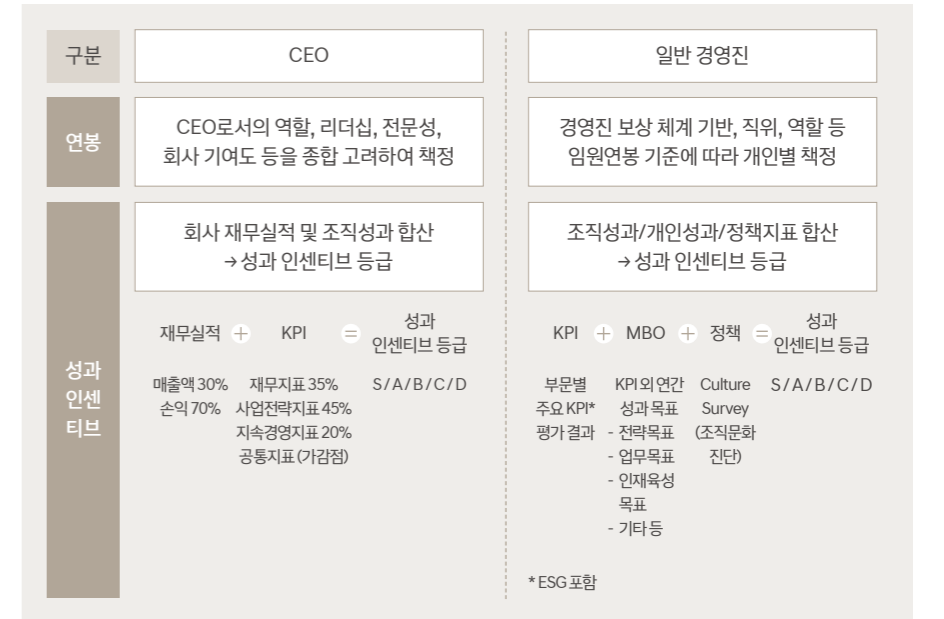 구분
CEO
일반 경영진
연봉
CEO로서의 역할, 리더십, 전문성,
회사 기여도 등을 종합 고려하여 책정
경영진 보상 체계 기반, 직위, 역할 등
임원연봉 기준에 따라 개인별 책정
성과
인센
티브
회사 재무실적 및 조직성과 합산
→ 성과 인센티브 등급
재무실적 + KPI = 성과
인센티브 등급
매출액 30%
손익 70%
재무지표 35%
사업전략지표 45%
지속경영지표 20%
공통지표 (가감점)
S / A / B / C / D
조직성과/개인성과/정책지표 합산
→ 성과 인센티브 등급
KPI + MBO + 정책 = 성과
인센티브 등급
부문별
주요 KPI*
평가 결과
KPI 외 연간
성과 목표
- 전략목표
- 업무목표
- 인재육성
목표
- 기타 등
Culture
Survey
(조직문화
진단)
S / A / B / C / D
* ESG 포함